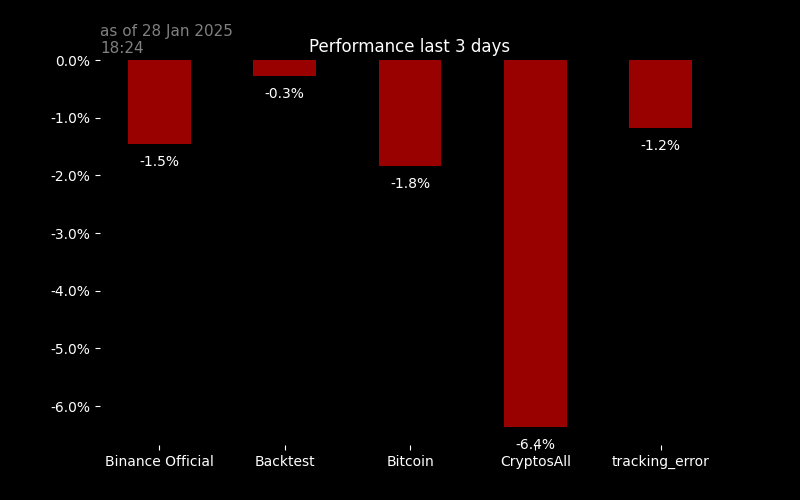 as of 28 Jan 2025
18:24
Performance last 3 days
0.0%
-1.0%
-2.0%
-3.0%
-4.0%
-5.0%
-6.0%
-1.5%
-0.3%
-1.8%
-6.4%
-1.2%
Binance Official
Backtest
Bitcoin
CryptosAll
tracking_error